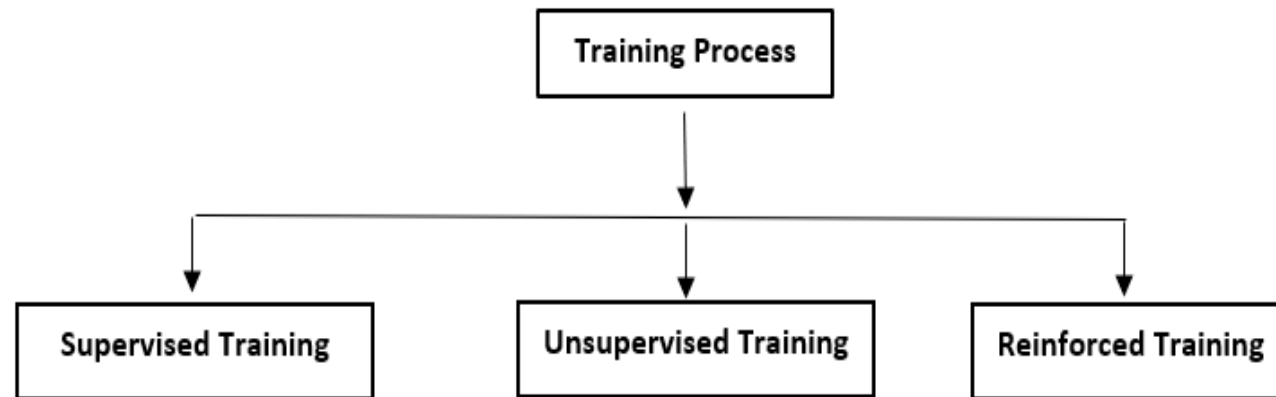 Training Process
Supervised Training
Unsupervised Training
Reinforced Training